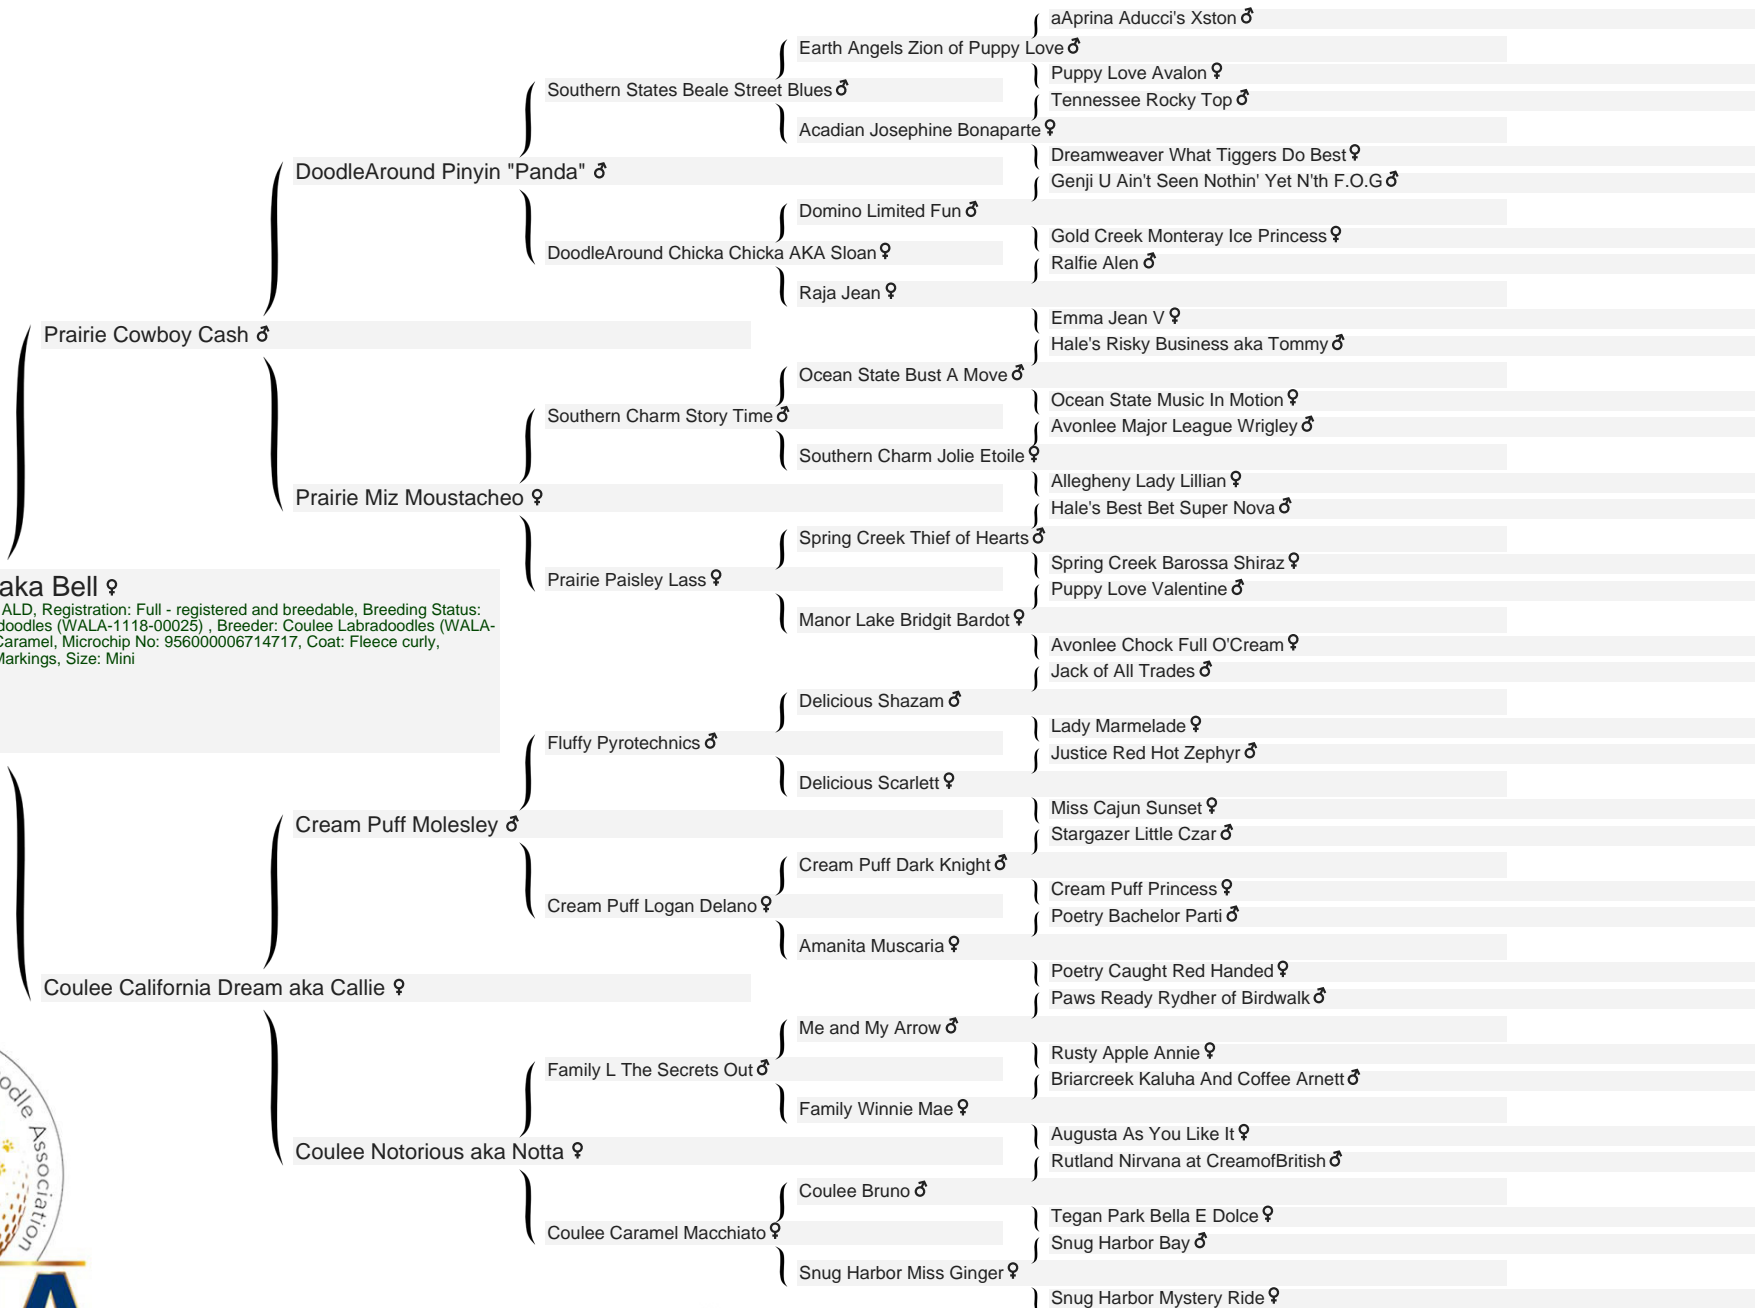 aAprina Aducci's Xston ♂
Earth Angels Zion of Puppy Love ♂
Puppy Love Avalon ♀
Southern States Beale Street Blues ♂
Tennessee Rocky Top ♂
Acadian Josephine Bonaparte ♀
Dreamweaver What Tiggers Do Best ♀
DoodleAround Pinyin "Panda" ♂
Genji U Ain't Seen Nothin' Yet N'th F.O.G ♂
Domino Limited Fun ♂
Gold Creek Monteray Ice Princess ♀
DoodleAround Chicka Chicka AKA Sloan ♀
Ralfie Alen ♂
Raja Jean ♀
Emma Jean V ♀
Prairie Cowboy Cash ♂
Hale's Risky Business aka Tommy ♂
Ocean State Bust A Move ♂
Ocean State Music In Motion ♀
Southern Charm Story Time ♂
Avonlee Major League Wrigley ♂
Southern Charm Jolie Etoile ♀
Allegheny Lady Lillian ♀
Prairie Miz Moustacheo ♀
Hale's Best Bet Super Nova ♂
Spring Creek Thief of Hearts ♂
Spring Creek Barossa Shiraz ♀
Prairie Paisley Lass ♀
Puppy Love Valentine ♂
Manor Lake Bridgit Bardot ♀
Avonlee Chock Full O'Cream ♀
aka Bell ♀
ALD, Registration: Full - registered and breedable, Breeding Status:
doodles (WALA-1118-00025) , Breeder: Coulee Labradoodles (WALA-
Caramel, Microchip No: 956000006714717, Coat: Fleece curly,
Markings, Size: Mini
Jack of All Trades ♂
Delicious Shazam ♂
Lady Marmelade ♀
Fluffy Pyrotechnics ♂
Justice Red Hot Zephyr ♂
Delicious Scarlett ♀
Miss Cajun Sunset ♀
Cream Puff Molesley ♂
Stargazer Little Czar ♂
Cream Puff Dark Knight ♂
Cream Puff Princess ♀
Cream Puff Logan Delano ♀
Poetry Bachelor Parti ♂
Amanita Muscaria ♀
Poetry Caught Red Handed ♀
Coulee California Dream aka Callie ♀
Paws Ready Rydher of Birdwalk ♂
Me and My Arrow ♂
Rusty Apple Annie ♀
Family L The Secrets Out ♂
Briarcreek Kaluha And Coffee Arnett ♂
Family Winnie Mae ♀
Augusta As You Like It ♀
Coulee Notorious aka Notta ♀
Rutland Nirvana at CreamofBritish ♂
Coulee Bruno ♂
Tegan Park Bella E Dolce ♀
Coulee Caramel Macchiato ♀
Snug Harbor Bay ♂
Snug Harbor Miss Ginger ♀
Snug Harbor Mystery Ride ♀
odle Association
A